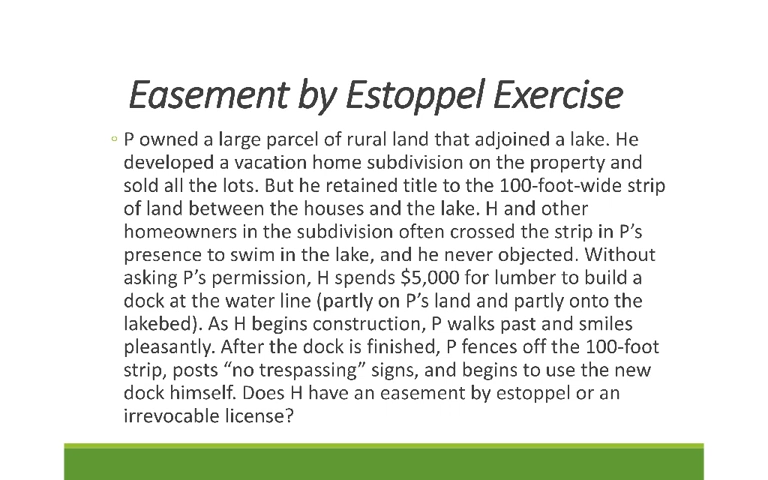 Easement by Estoppel Exercise
◦ P owned a large parcel of rural land that adjoined a lake. He
developed a vacation home subdivision on the property and
sold all the lots. But he retained title to the 100-foot-wide strip
of land between the houses and the lake. H and other
homeowners in the subdivision often crossed the strip in P’s
presence to swim in the lake, and he never objected. Without
asking P’s permission, H spends $5,000 for lumber to build a
dock at the water line (partly on P’s land and partly onto the
lakebed). As H begins construction, P walks past and smiles
pleasantly. After the dock is finished, P fences off the 100-foot
strip, posts “no trespassing” signs, and begins to use the new
dock himself. Does H have an easement by estoppel or an
irrevocable license?